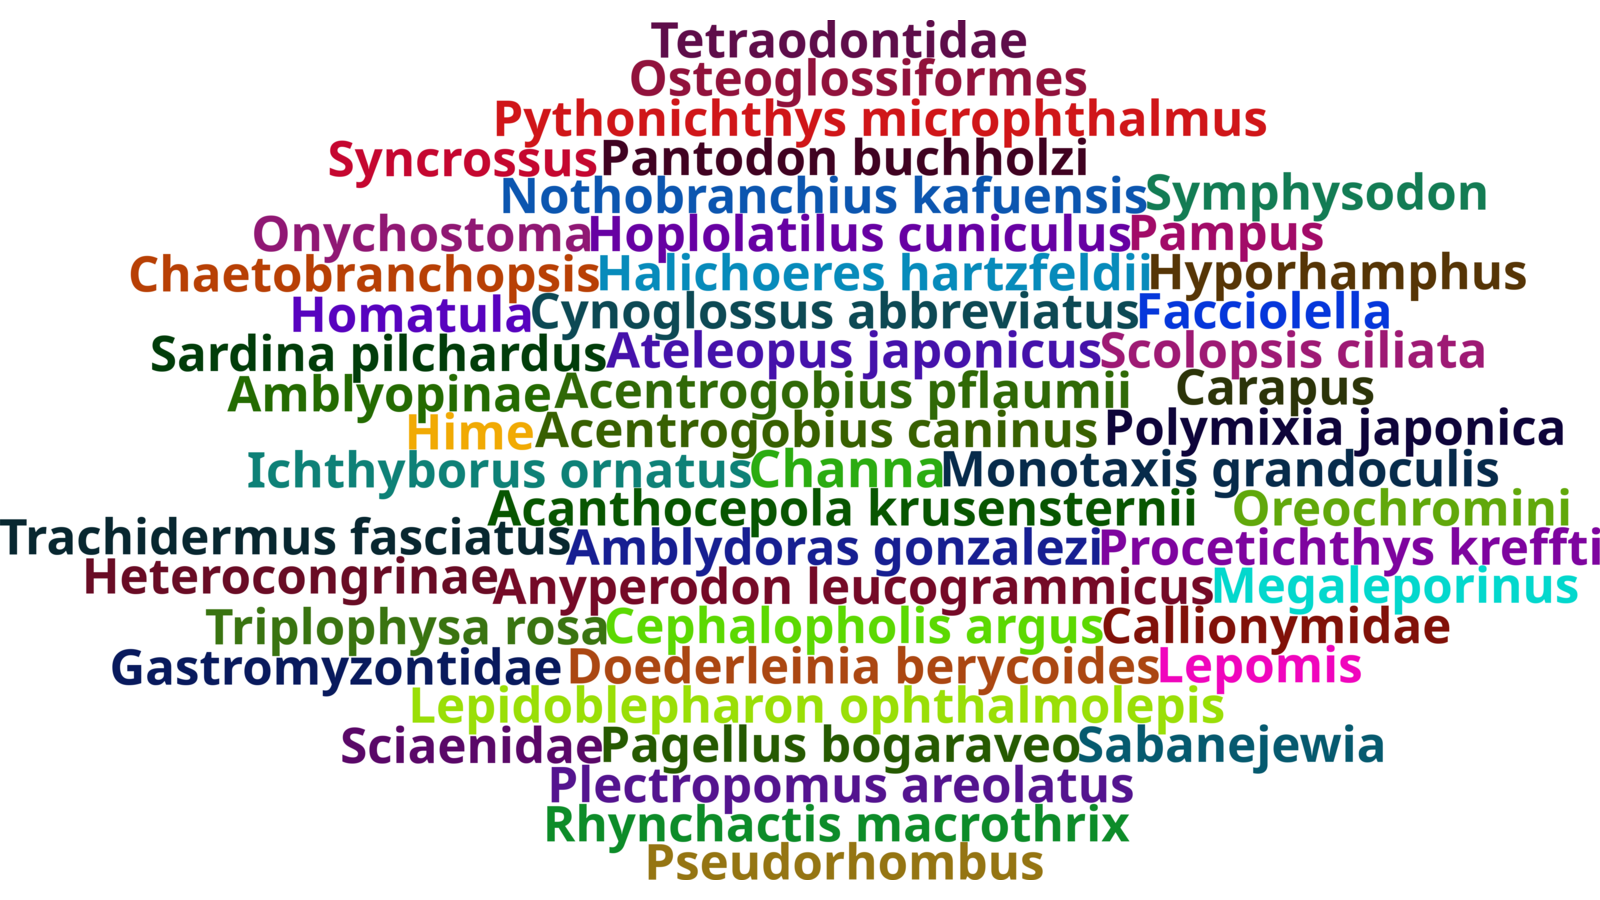 Tetraodontidae
Osteoglossiformes
Pythonichthys microphthalmus
Syncrossus Pantodon buchholzi
Nothobranchius kafuensis Symphysodon
Onychostoma Hoplolatilus cuniculus Pampus
Chaetobranchopsis Halichoeres hartzfeldii Hyporhamphus
Homatula Cynoglossus abbreviatus Facciolella
Sardina pilchardus Ateleopus japonicus Scolopsis ciliata
Amblyopinae Acentrogobius pflaumii Carapus
Hime Acentrogobius caninus Polymixia japonica
Ichthyborus ornatus Channa Monotaxis grandoculis
Acanthocepola krusensternii Oreochromini
Trachidermus fasciatus Amblydoras gonzalezi Procetichthys kreffti
Heterocongrinae Anyperodon leucogrammicus Megaleporinus
Triplophysa rosa Cephalopholis argus Callionymidae
Gastromyzontidae Doederleinia berycoides Lepomis
Lepidoblepharon ophthalmolepis
Sciaenidae Pagellus bogaraveo Sabanejewia
Plectropomus areolatus
Rhynchactis macrothrix
Pseudorhombus